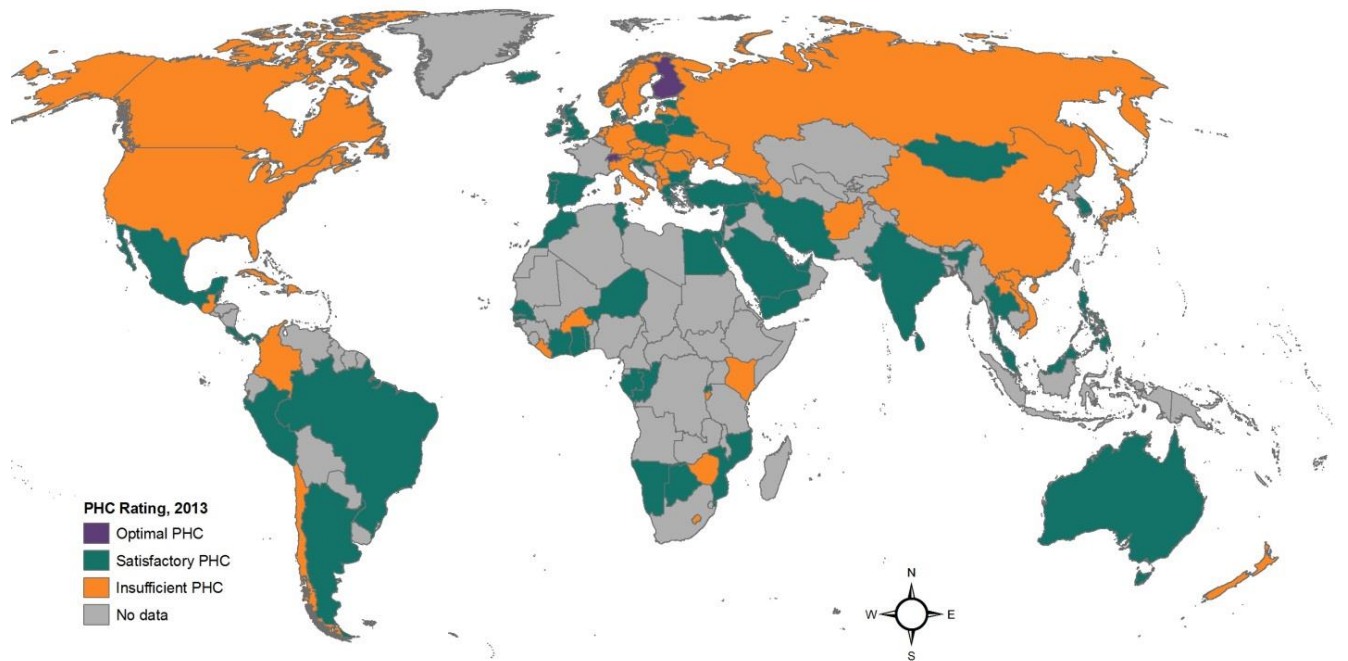 PHC Rating, 2013
Optimal PHC
Satisfactory PHC
Insufficient PHC
No data
N
W E
S